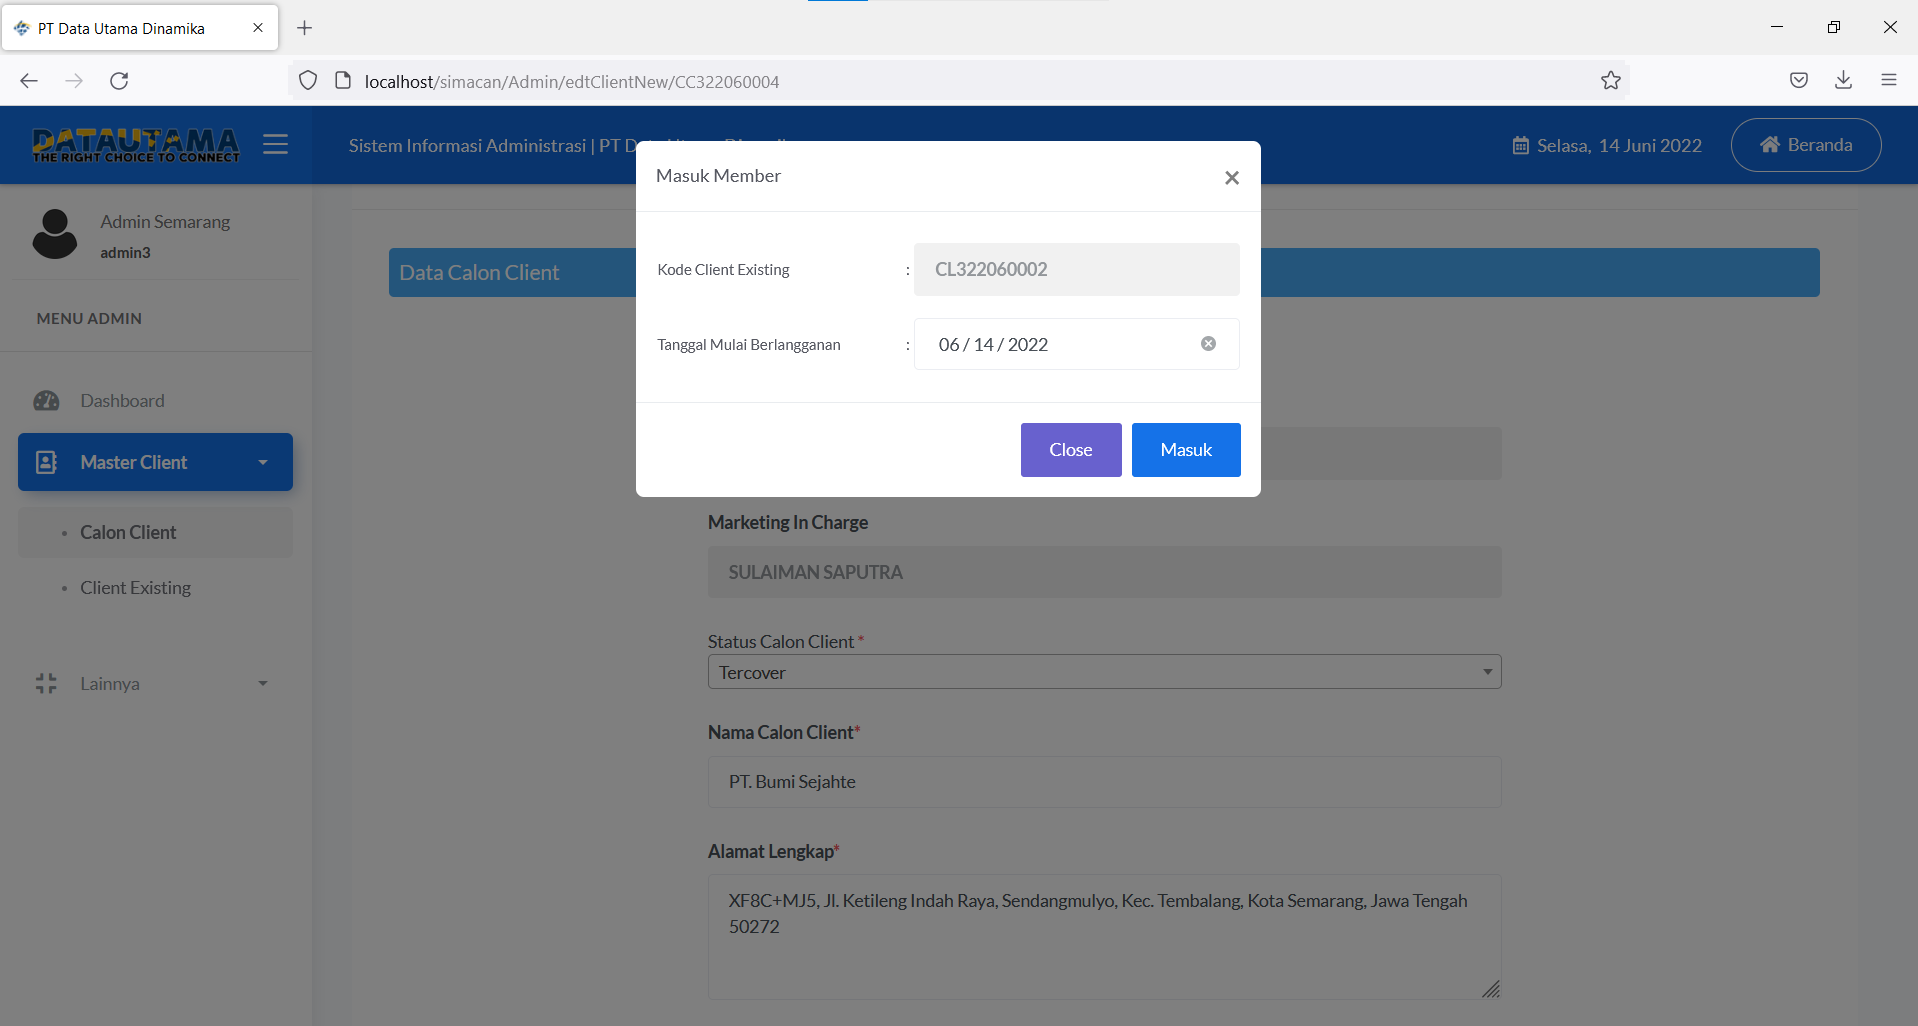 PT Data Utama Dinamika
localhost/simacan/Admin/edtClientNew/CC322060004
DATAUTAMA
THE RIGHT CHOICE TO CONNECT
Sistem Informasi Administrasi | PT D
Selasa, 14 Juni 2022
Beranda
Admin Semarang
admin3
MENU ADMIN
Dashboard
Master Client
Calon Client
Client Existing
Lainnya
Masuk Member
Kode Client Existing : CL322060002
Tanggal Mulai Berlangganan : 06 / 14 / 2022
Close Masuk
Data Calon Client
Marketing In Charge
SULAIMAN SAPUTRA
Status Calon Client *
Tercover
Nama Calon Client*
PT. Bumi Sejahte
Alamat Lengkap*
XF8C+MJ5, Jl. Ketileng Indah Raya, Sendangmulyo, Kec. Tembalang, Kota Semarang, Jawa Tengah
50272